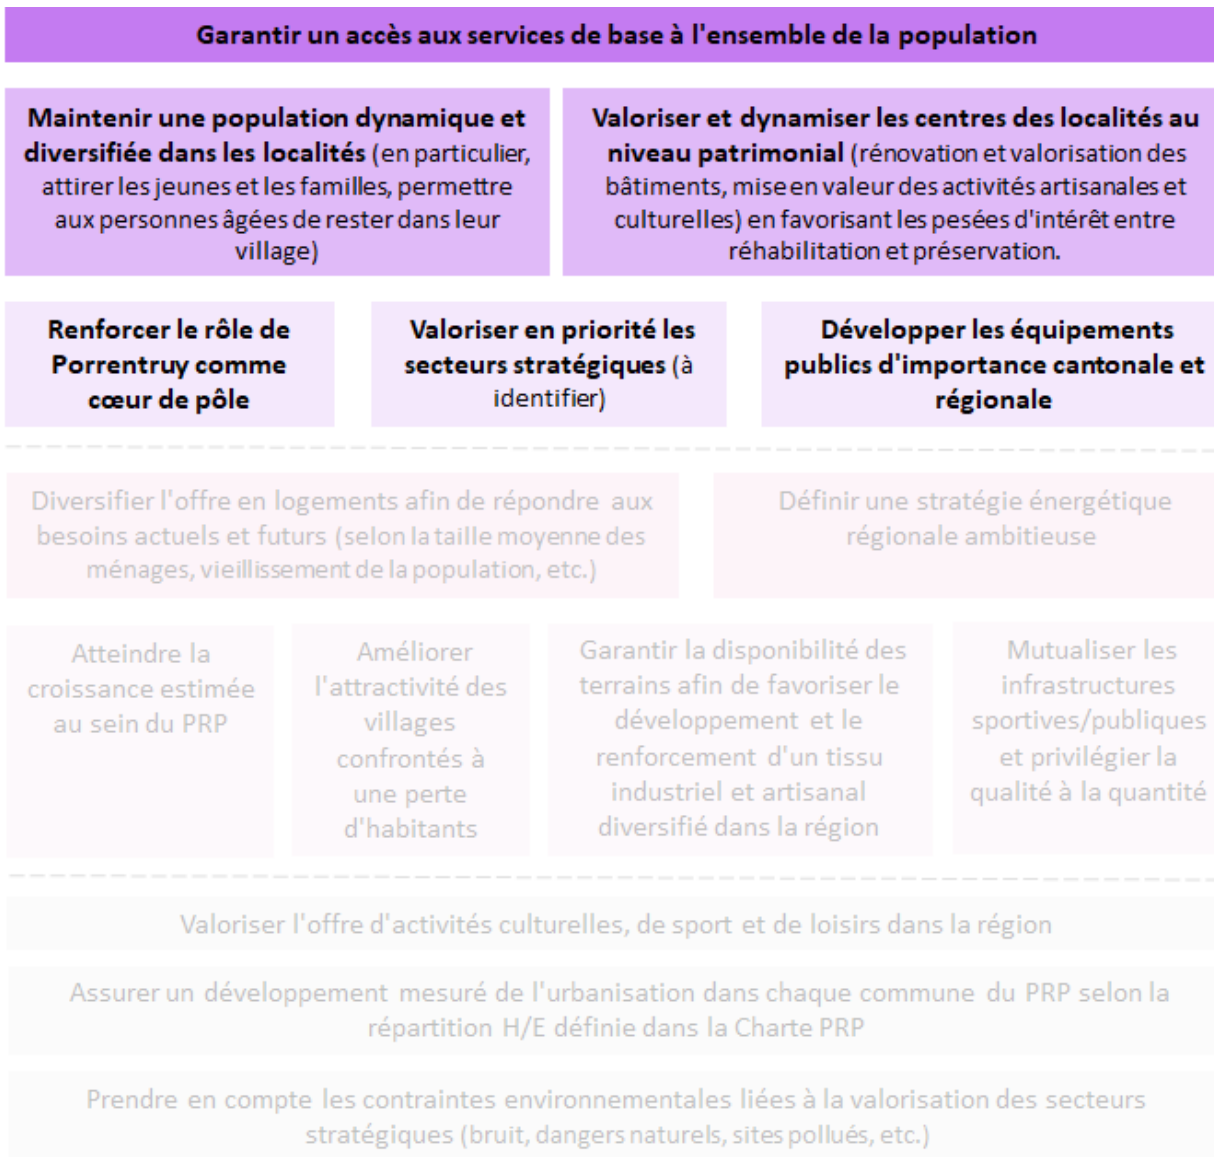 Garantir un accès aux services de base à l'ensemble de la population
Maintenir une population dynamique et
diversifiée dans les localités (en particulier,
attirer les jeunes et les familles, permettre
aux personnes âgées de rester dans leur
village)
Valoriser et dynamiser les centres des localités au
niveau patrimonial (rénovation et valorisation des
bâtiments, mise en valeur des activités artisanales et
culturelles) en favorisant les pesées d'intérêt entre
réhabilitation et préservation.
Renforcer le rôle de
Porrentruy comme
cœur de pôle
Valoriser en priorité les
secteurs stratégiques (à
identifier)
Développer les équipements
publics d'importance cantonale et
régionale
Diversifier l'offre en logements afin de répondre aux
besoins actuels et futurs (selon la taille moyenne des
ménages, vieillissement de la population, etc.)
Définir une stratégie énergétique
régionale ambitieuse
Atteindre la
croissance estimée
au sein du PRP
Améliorer
l'attractivité des
villages
confrontés à
une perte
d'habitants
Garantir la disponibilité des
terrains afin de favoriser le
développement et le
renforcement d'un tissu
industriel et artisanal
diversifié dans la région
Mutualiser les
infrastructures
sportives/publiques
et privilégier la
qualité à la quantité
Valoriser l'offre d'activités culturelles, de sport et de loisirs dans la région
Assurer un développement mesuré de l'urbanisation dans chaque commune du PRP selon la
répartition H/E définie dans la Charte PRP
Prendre en compte les contraintes environnementales liées à la valorisation des secteurs
stratégiques (bruit, dangers naturels, sites pollués, etc.)